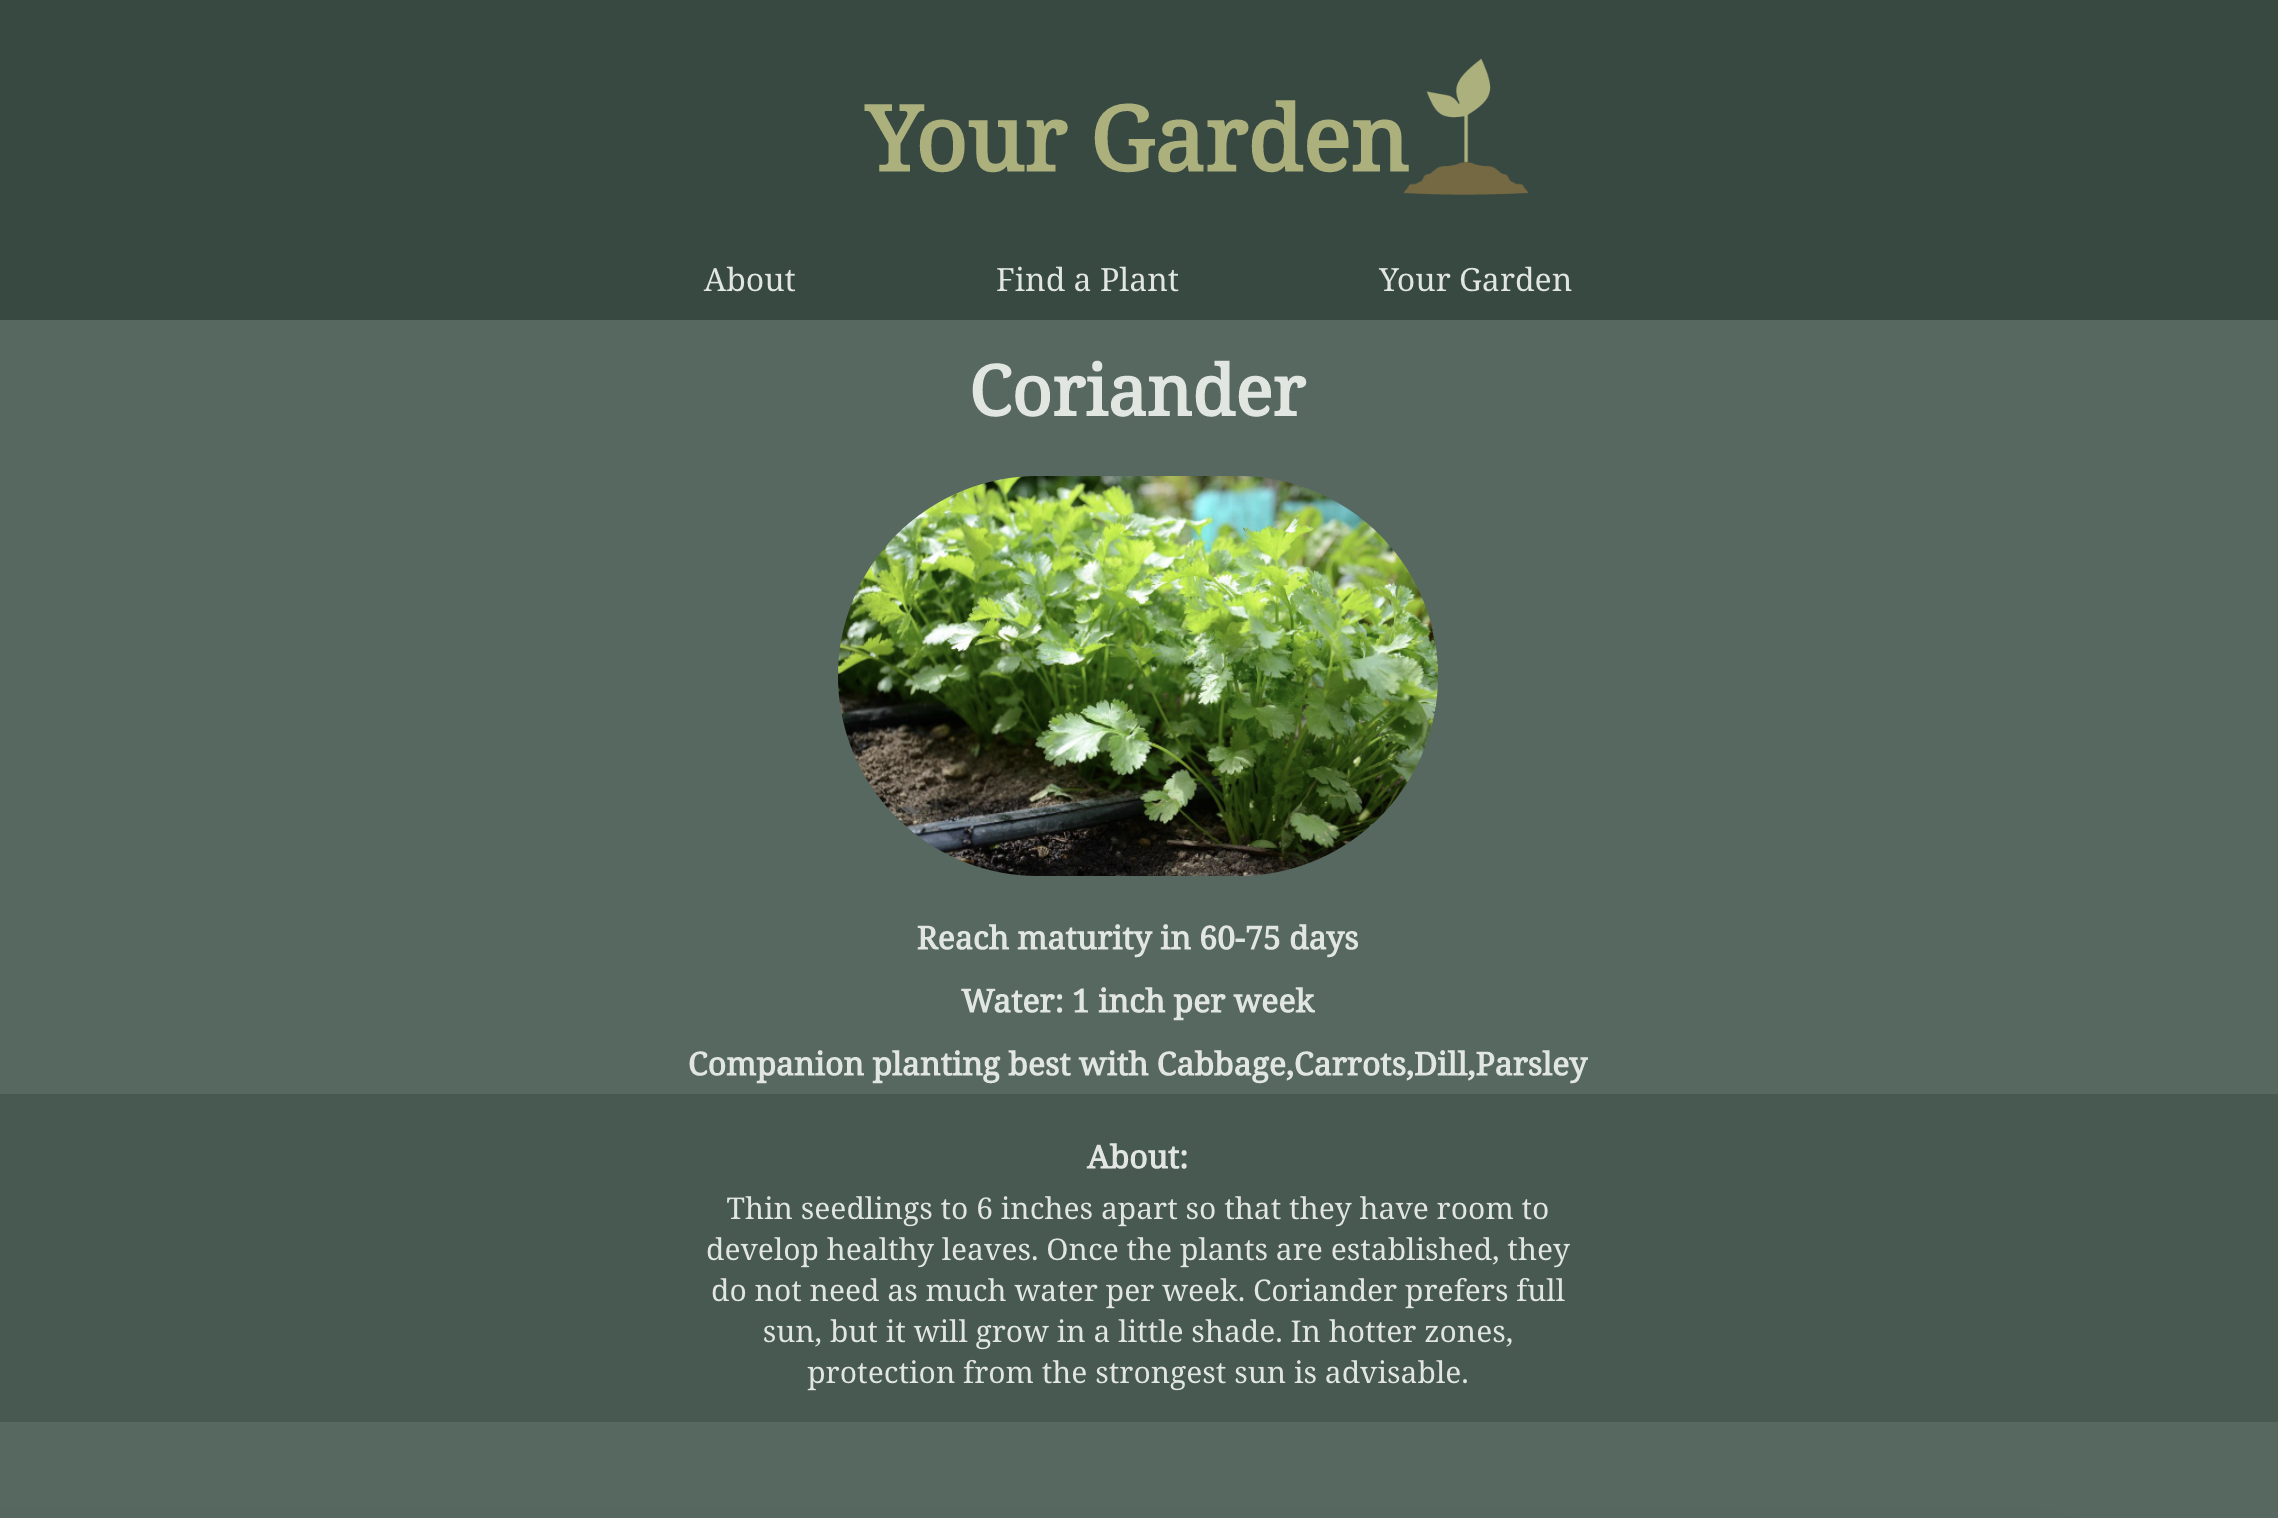 Your Garden
About
Find a Plant
Your Garden
Coriander
Reach maturity in 60-75 days
Water: 1 inch per week
Companion planting best with Cabbage,Carrots,Dill,Parsley
About:
Thin seedlings to 6 inches apart so that they have room to
develop healthy leaves. Once the plants are established, they
do not need as much water per week. Coriander prefers full
sun, but it will grow in a little shade. In hotter zones,
protection from the strongest sun is advisable.